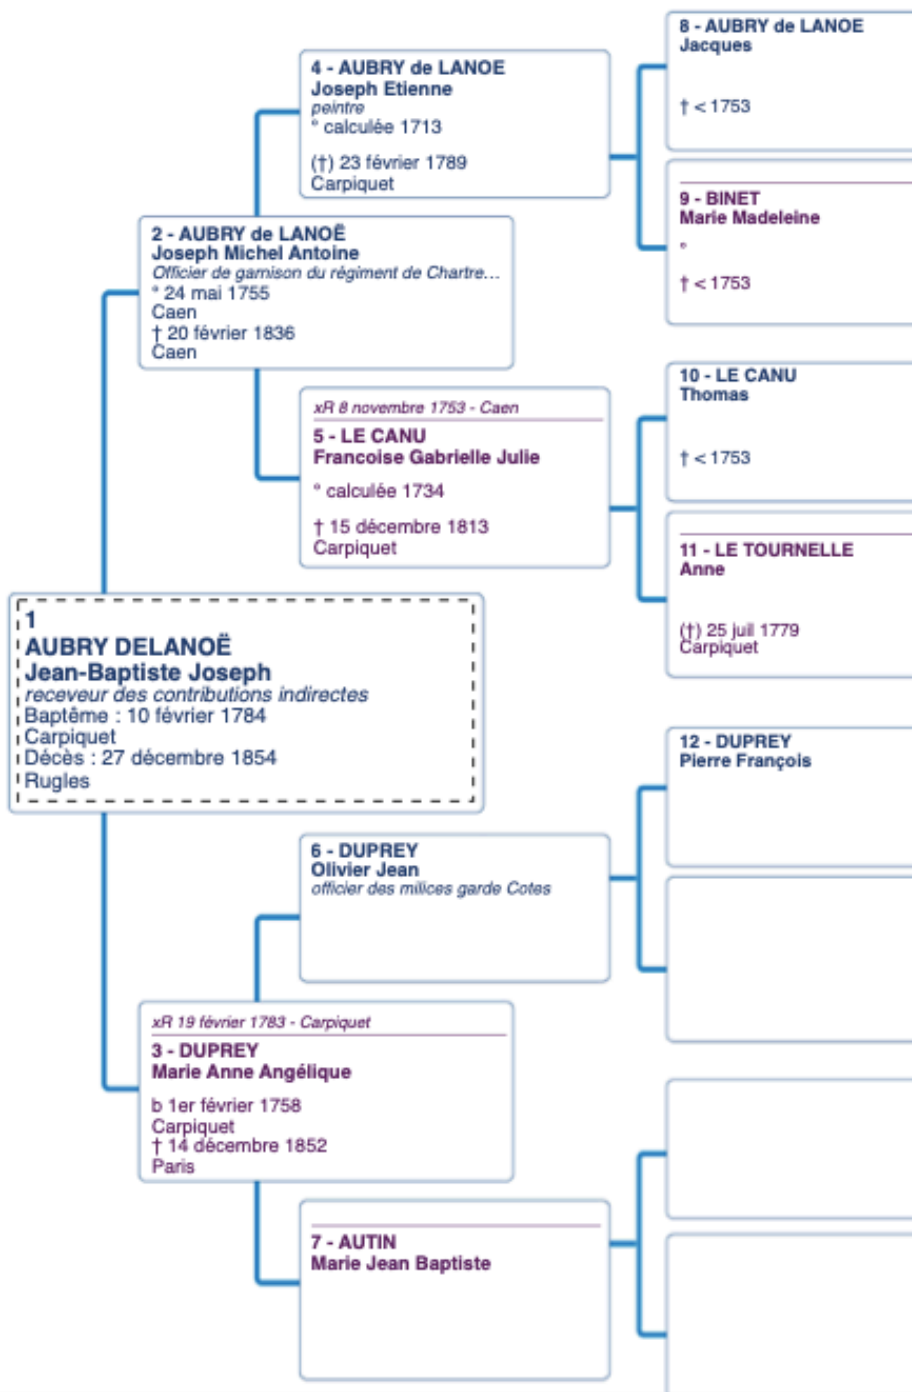 8 - AUBRY de LANOE
Jacques
† < 1753
4 - AUBRY de LANOE
Joseph Etienne
peintre
° calculée 1713
(†) 23 février 1789
Carpiquet
9 - BINET
Marie Madeleine
°
† < 1753
2 - AUBRY de LANOË
Joseph Michel Antoine
Officier de garnison du régiment de Chartre...
° 24 mai 1755
Caen
† 20 février 1836
Caen
10 - LE CANU
Thomas
† < 1753
xR 8 novembre 1753 - Caen
5 - LE CANU
Francoise Gabrielle Julie
° calculée 1734
† 15 décembre 1813
Carpiquet
11 - LE TOURNELLE
Anne
(†) 25 juil 1779
Carpiquet
1
AUBRY DELANOË
Jean-Baptiste Joseph
receveur des contributions indirectes
Baptême : 10 février 1784
Carpiquet
Décès : 27 décembre 1854
Rugles
12 - DUPREY
Pierre François
6 - DUPREY
Olivier Jean
officier des milices garde Cotes
xR 19 février 1783 - Carpiquet
3 - DUPREY
Marie Anne Angélique
b 1er février 1758
Carpiquet
† 14 décembre 1852
Paris
7 - AUTIN
Marie Jean Baptiste